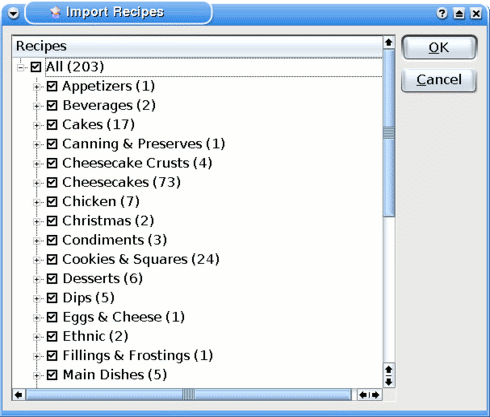 Import Recipes
Recipes
All (203)
Appetizers (1)
Beverages (2)
Cakes (17)
Canning & Preserves (1)
Cheesecake Crusts (4)
Cheesecakes (73)
Chicken (7)
Christmas (2)
Condiments (3)
Cookies & Squares (24)
Desserts (6)
Dips (5)
Eggs & Cheese (1)
Ethnic (2)
Fillings & Frostings (1)
Main Dishes (5)
OK
Cancel